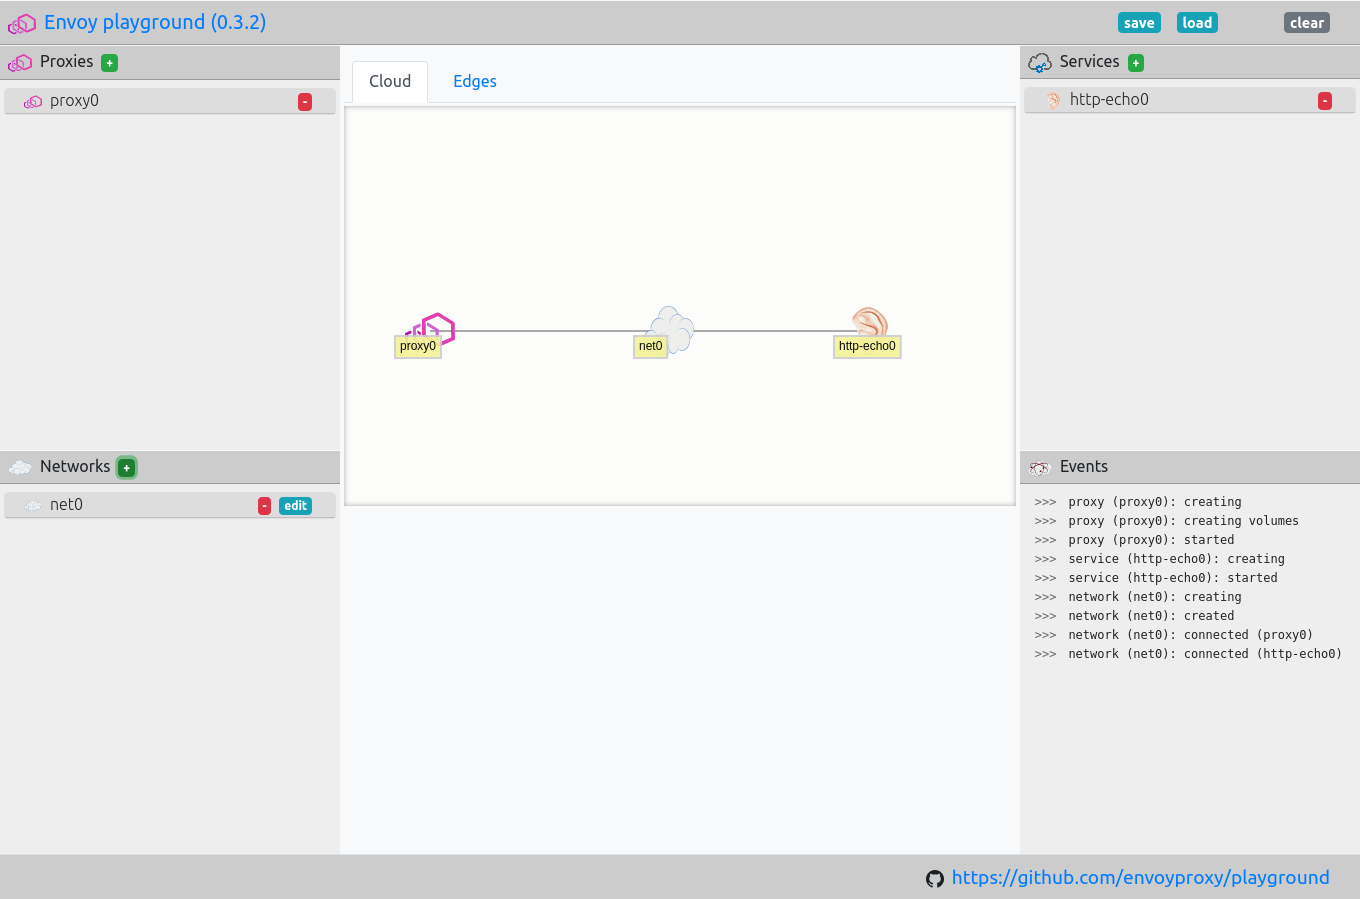 Envoy playground (0.3.2)
save
load
clear
Proxies +
proxy0 -
Cloud
Edges
Services +
http-echo0 -
proxy0
net0
http-echo0
Networks +
net0 - edit
Events
>>> proxy (proxy0): creating
>>> proxy (proxy0): creating volumes
>>> proxy (proxy0): started
>>> service (http-echo0): creating
>>> service (http-echo0): started
>>> network (net0): creating
>>> network (net0): created
>>> network (net0): connected (proxy0)
>>> network (net0): connected (http-echo0)
https://github.com/envoyproxy/playground